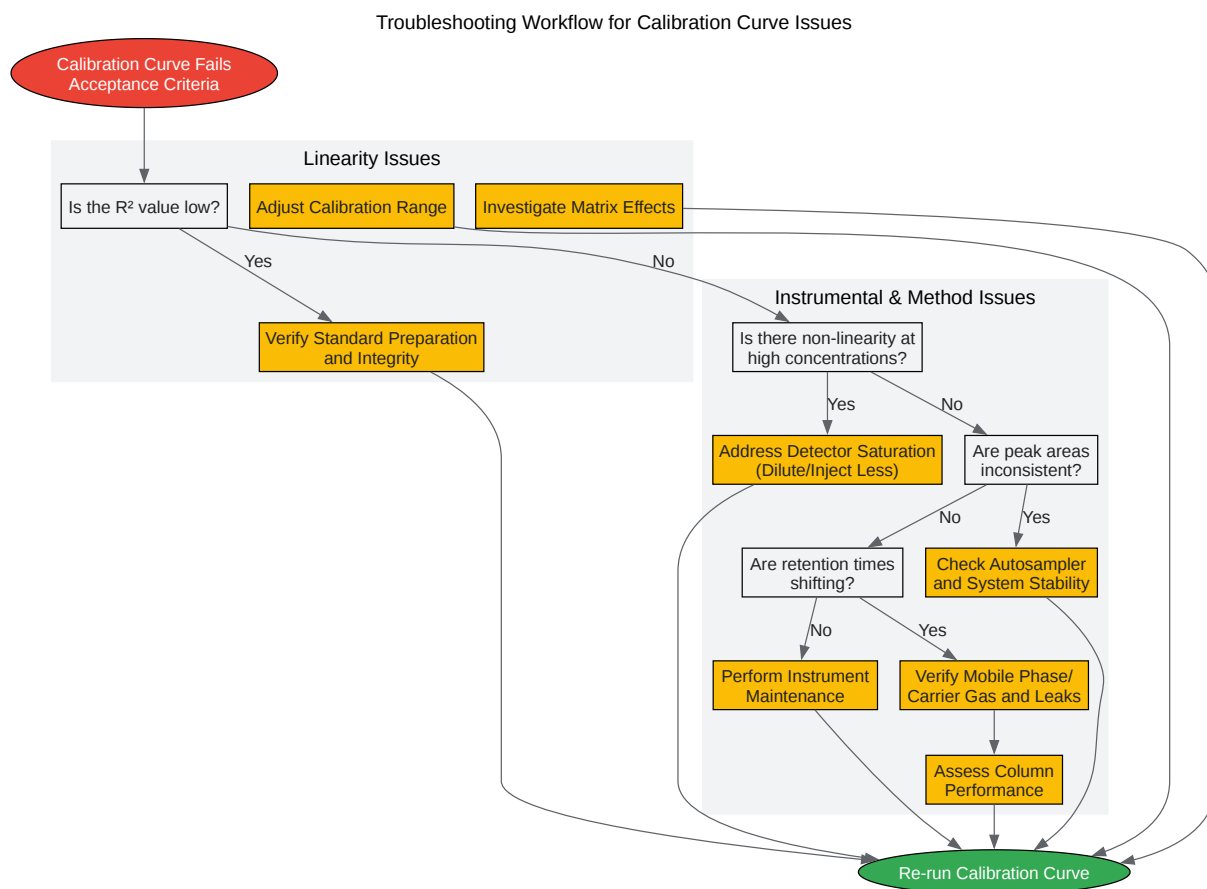 Troubleshooting Workflow for Calibration Curve Issues
Calibration Curve Fails
Acceptance Criteria
Linearity Issues
Is the R² value low?
Adjust Calibration Range
Investigate Matrix Effects
Yes
No
Verify Standard Preparation
and Integrity
Instrumental & Method Issues
Is there non-linearity at
high concentrations?
Yes
No
Address Detector Saturation
(Dilute/Inject Less)
Are peak areas
inconsistent?
No
Yes
Are retention times
shifting?
Check Autosampler
and System Stability
No
Yes
Perform Instrument
Maintenance
Verify Mobile Phase/
Carrier Gas and Leaks
Assess Column
Performance
Re-run Calibration Curve